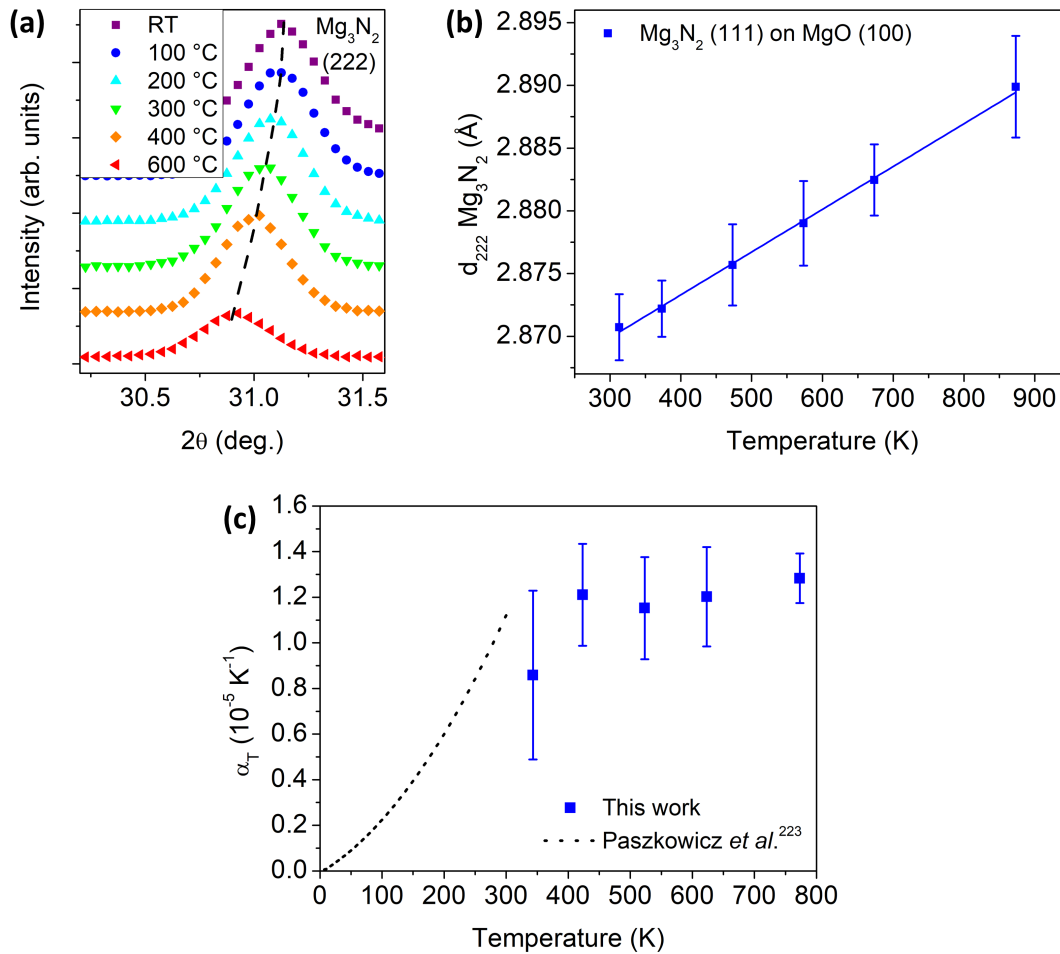 (a)
RT
100 °C
200 °C
300 °C
400 °C
600 °C
Mg₃N₂
(222)
Intensity (arb. units)
30.5 31.0 31.5
2θ (deg.)
(b)
Mg₃N₂ (111) on MgO (100)
2.895
2.890
2.885
2.880
2.875
2.870
d₂₂₂ Mg₃N₂ (Å)
300 400 500 600 700 800 900
Temperature (K)
(c)
1.6
1.4
1.2
1.0
0.8
0.6
0.4
0.2
0.0
α_T (10⁻⁵ K⁻¹)
This work
Paszkowicz et al.²²³
0 100 200 300 400 500 600 700 800
Temperature (K)